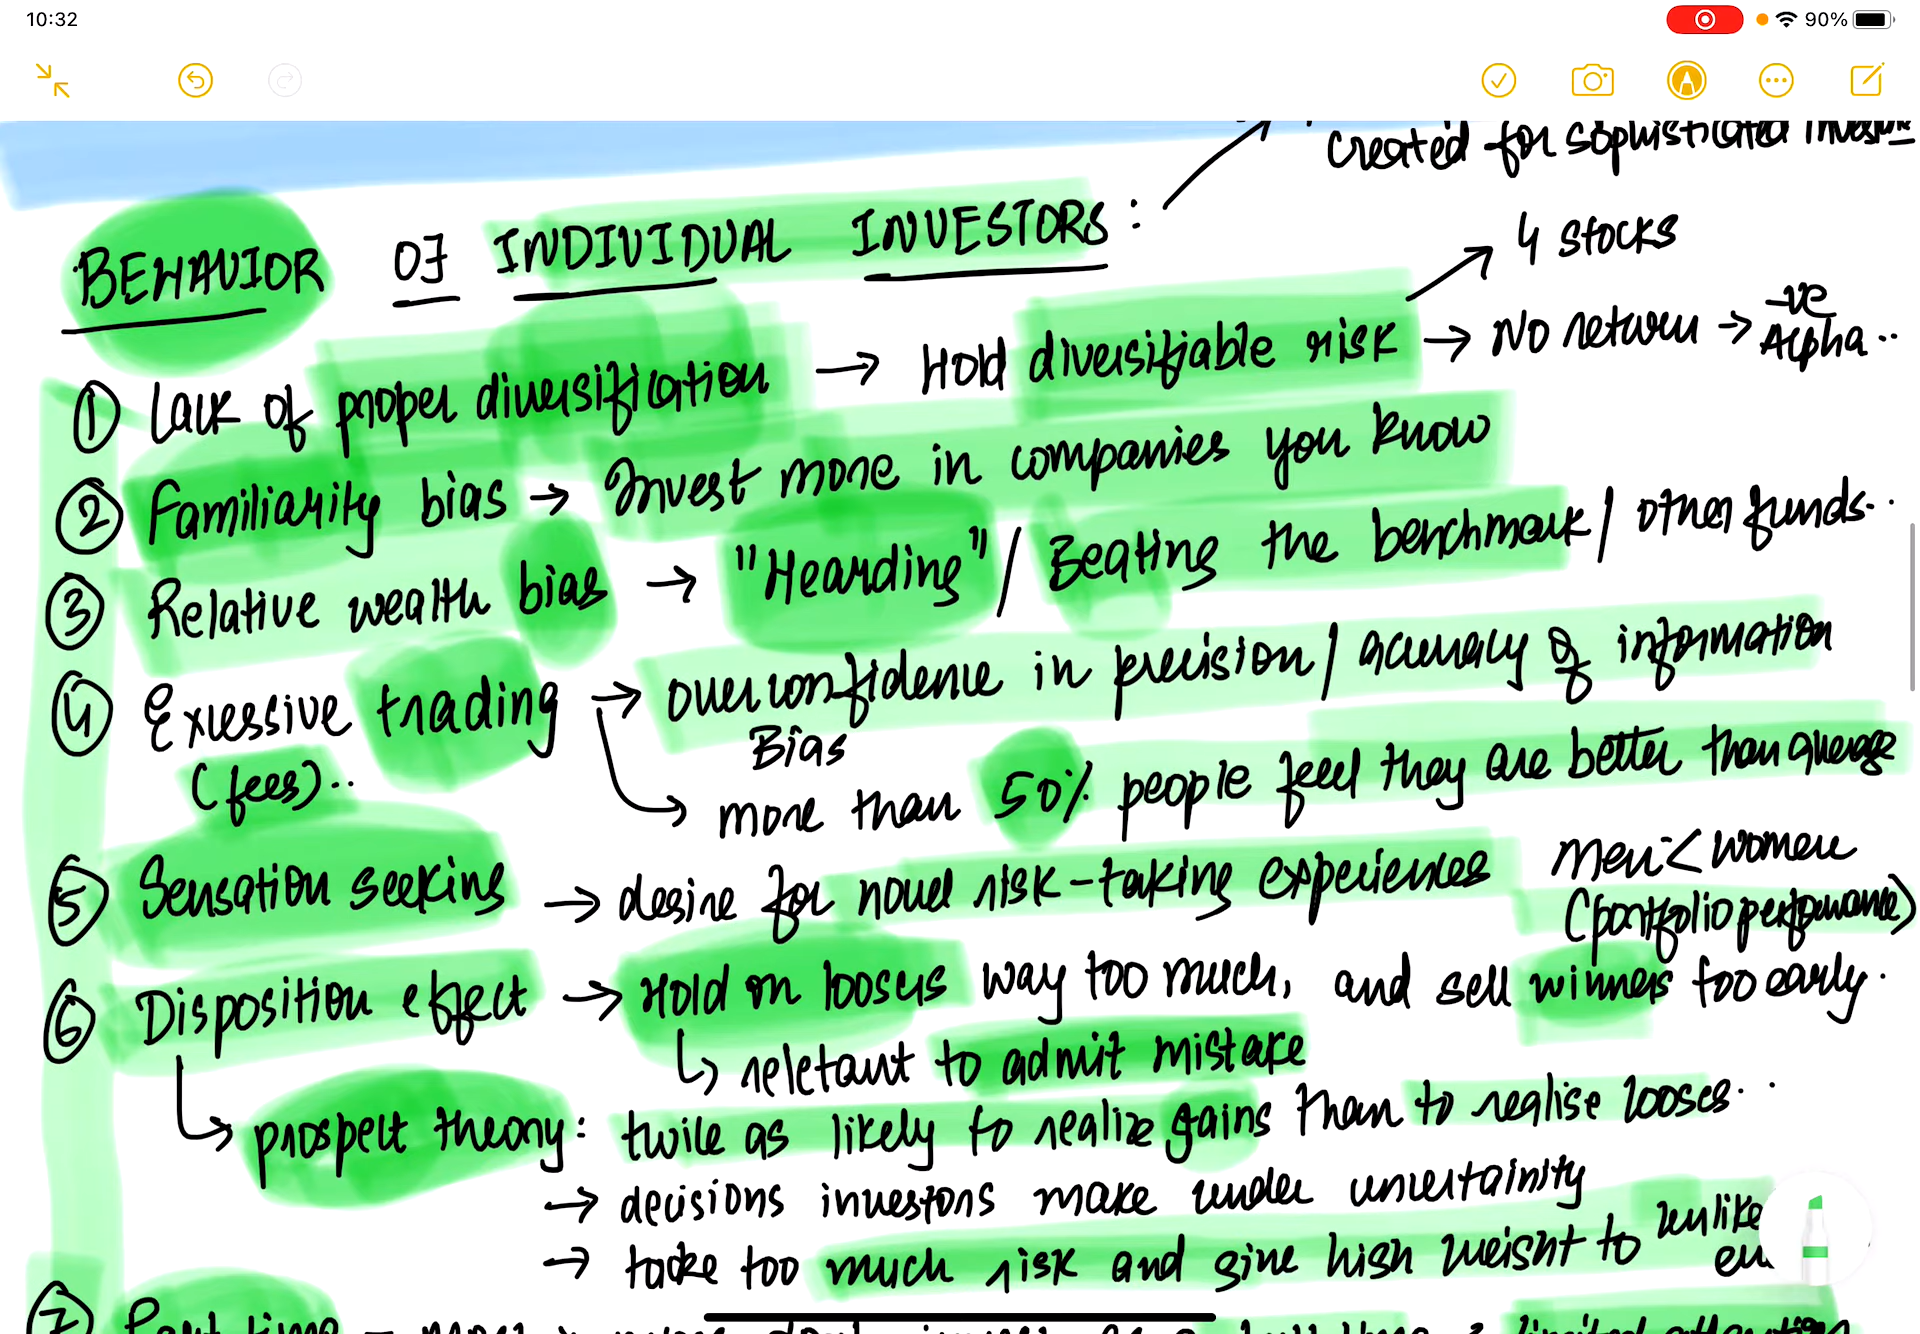 10:32
90%
created for sophisticated
BEHAVIOR OF INDIVIDUAL INVESTORS :
4 stocks
① Lack of proper diversification → Hold diversifiable risk → No return → -ve Alpha..
② Familiarity bias → Invest more in companies you know
③ Relative wealth bias → "Hearding" / Beating the benchmark / other funds..
④ Excessive trading → overconfidence in precision / accuracy of information
(fees).. Bias
more than 50% people feel they are better than average
⑤ Sensation seeking → desire for novel risk-taking experiences Men < women
(portfolio performance)
⑥ Disposition effect → Hold on looses way too much, and sell winners too early.
↳ reletant to admit mistake
↳ prospect theory: twice as likely to realize gains than to realise looses..
→ decisions investors make under uncertainity
→ take too much risk and give high weight to
⑦ Part time